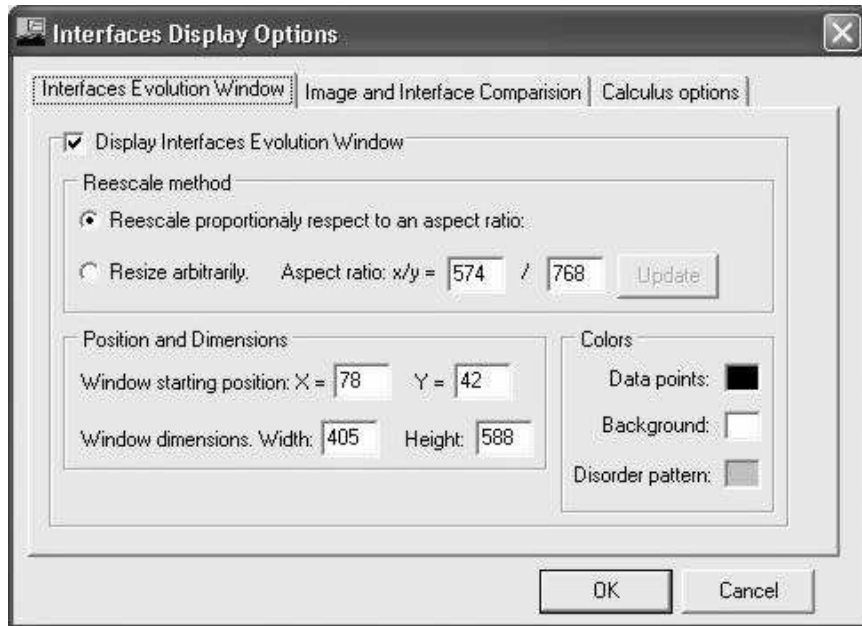 Interfaces Display Options
Interfaces Evolution Window Image and Interface Comparision Calculus options
Display Interfaces Evolution Window
Reescale method
Reescale proportionaly respect to an aspect ratio:
Resize arbitrarily. Aspect ratio: x/y = 574 / 768 Update
Position and Dimensions
Window starting position: X = 78 Y = 42
Window dimensions. Width: 405 Height: 588
Colors
Data points:
Background:
Disorder pattern:
OK Cancel